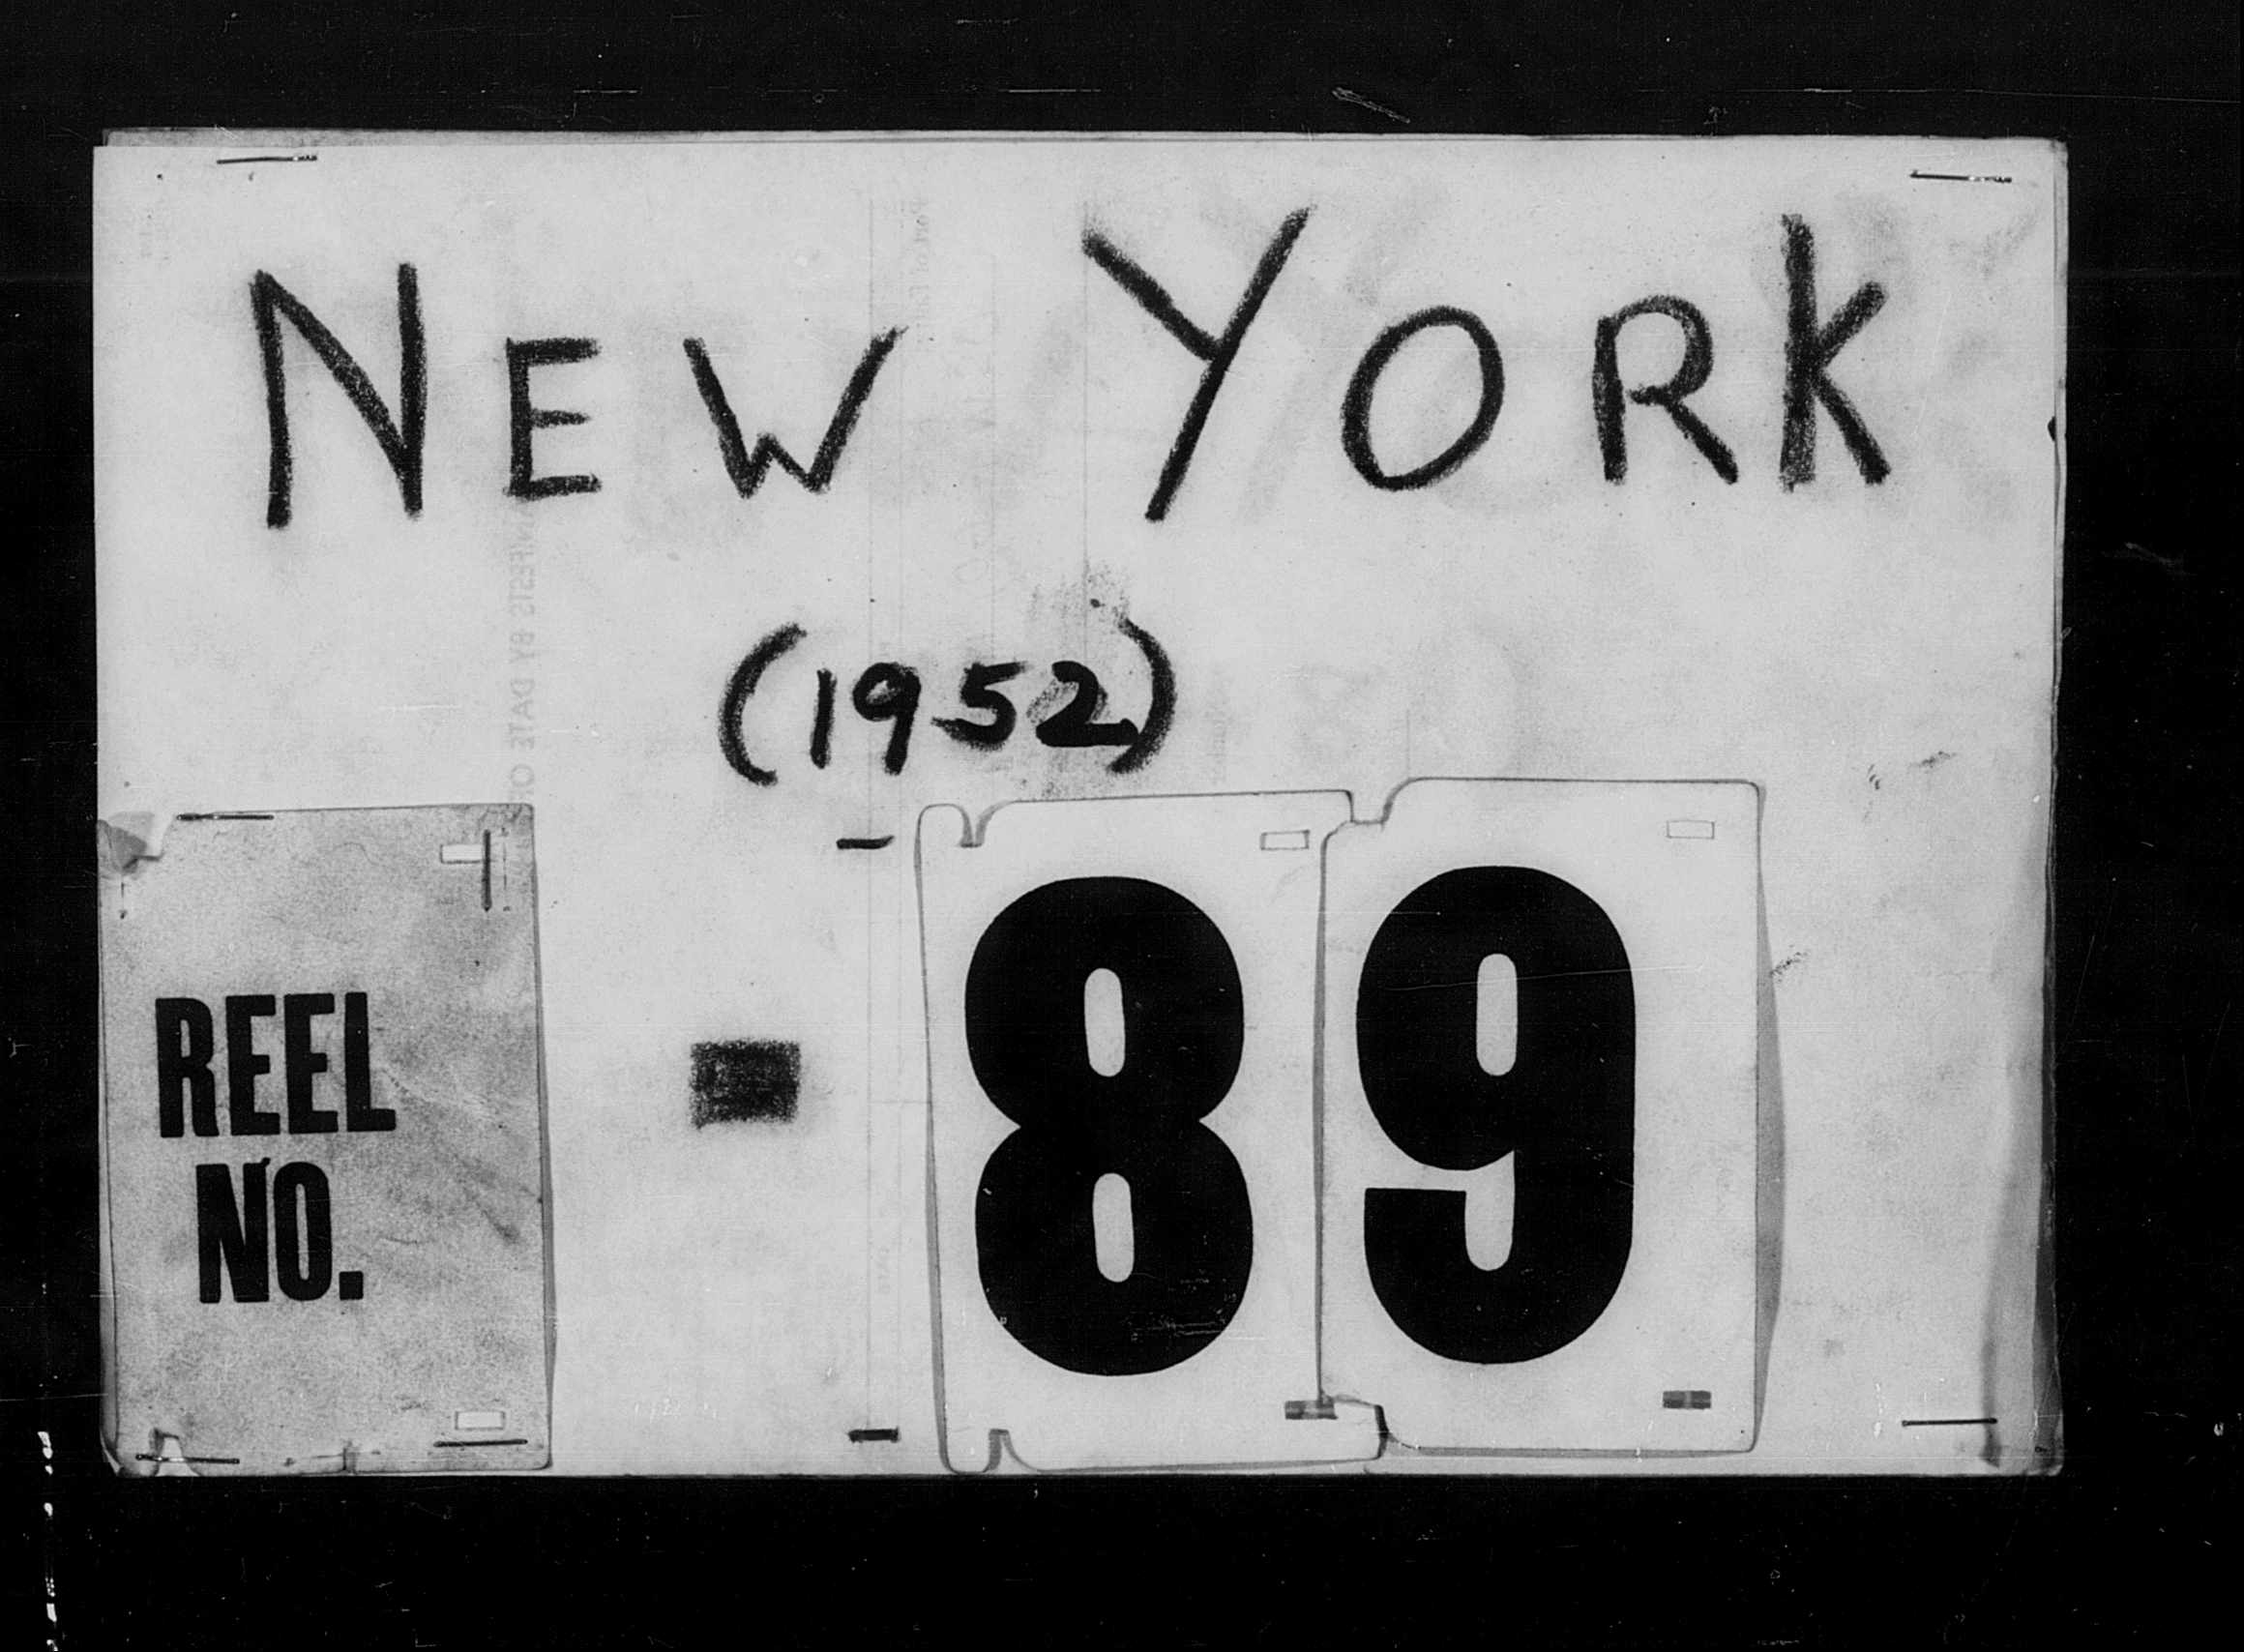 NEW YORK
(1952)
REEL
NO.
- 89